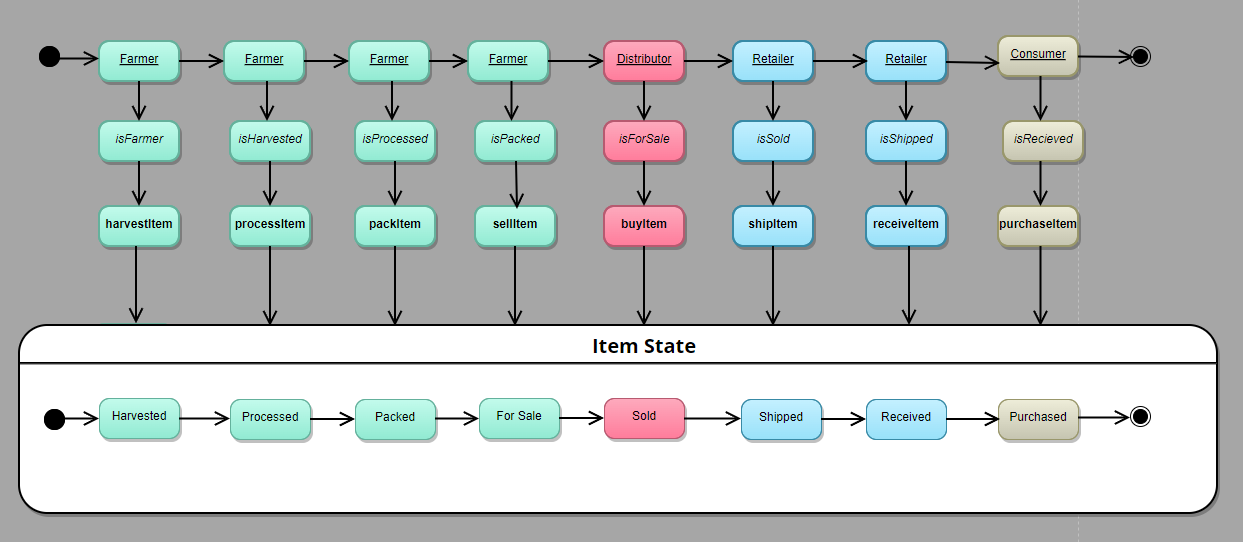 Farmer Farmer Farmer Farmer Distributor Retailer Retailer Consumer
isFarmer isHarvested isProcessed isPacked isForSale isSold isShipped isRecieved
harvestItem processItem packItem sellItem buyItem shipItem receiveItem purchaseItem
Item State
Harvested Processed Packed For Sale Sold Shipped Received Purchased